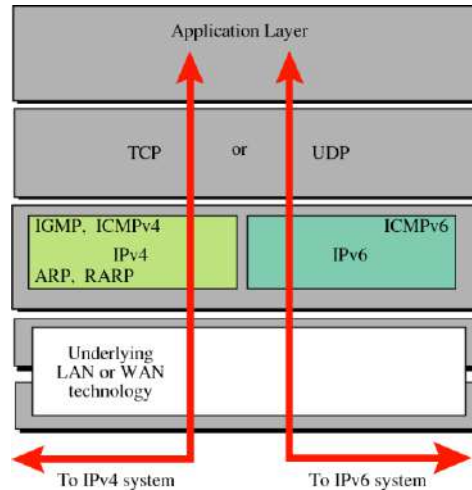 Application Layer
TCP or UDP
IGMP, ICMPv4
IPv4
ARP, RARP
ICMPv6
IPv6
Underlying
LAN or WAN
technology
To IPv4 system
To IPv6 system